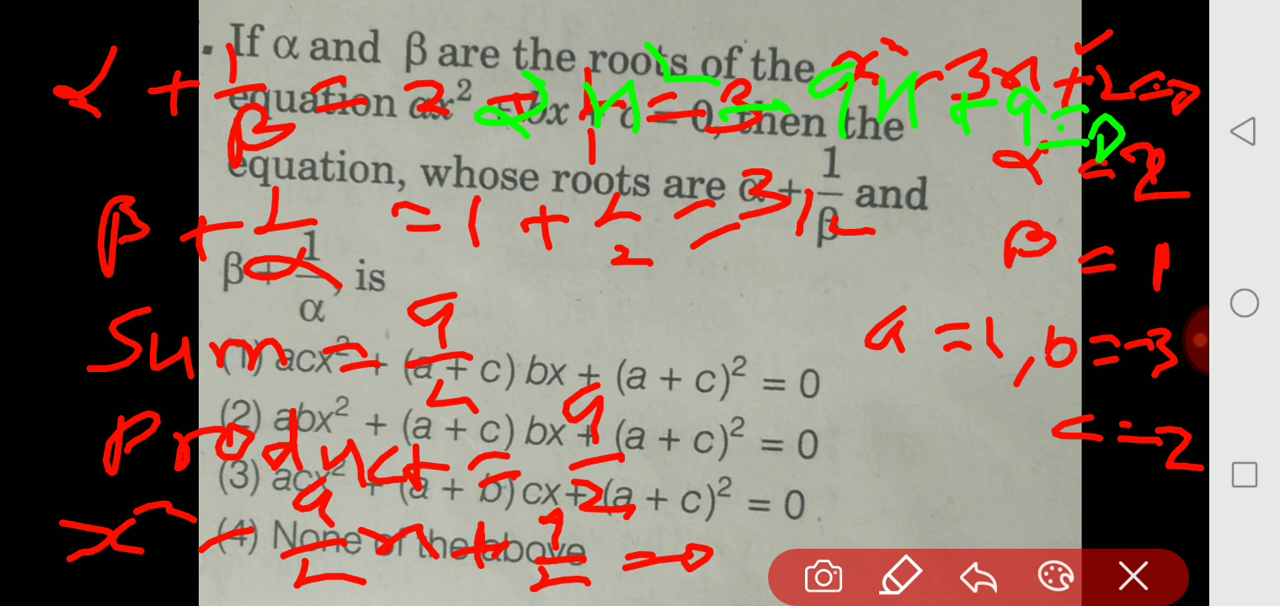 . If α and β are the roots of the
equation ax² + bx + c = 0, then the
equation, whose roots are α + 1/β and
β + 1/α, is
(1) acx² + (a + c) bx + (a + c)² = 0
(2) abx² + (a + c) bx + (a + c)² = 0
(3) acx² + (a + b) cx + (a + c)² = 0
(4) None of the above
α + 1/β = 2 + 1/1 = 3
β + 1/α = 1 + 1/2 = 3/2
Sum = 9/2
Product = 9/2
x² - 9/2 x + 9/2 = 0
2x² - 9x + 9 = 0
x² - 3x + 2 = 0
α = 2
β = 1
a = 1, b = -3
c = 2